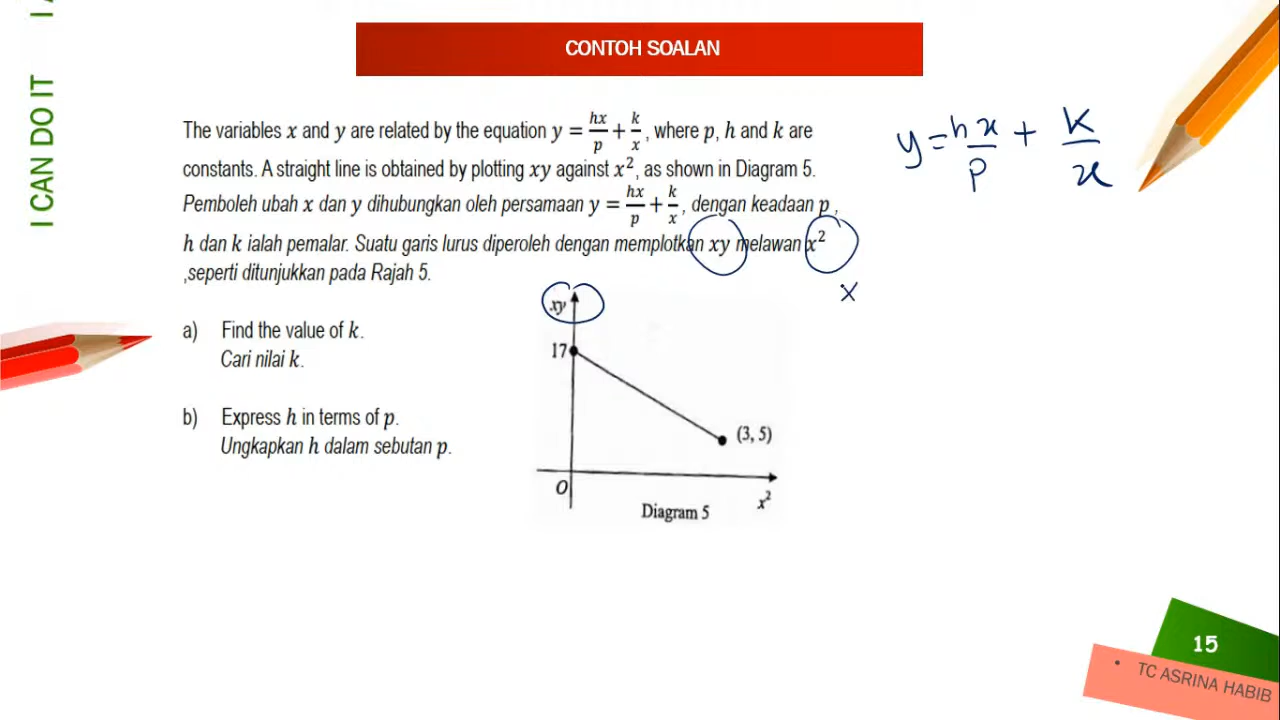 I CAN DO IT
I A
CONTOH SOALAN
The variables x and y are related by the equation y = hx/p + k/x, where p, h and k are
constants. A straight line is obtained by plotting xy against x², as shown in Diagram 5.
Pemboleh ubah x dan y dihubungkan oleh persamaan y = hx/p + k/x, dengan keadaan p ,
h dan k ialah pemalar. Suatu garis lurus diperoleh dengan memplotkan xy melawan x²
,seperti ditunjukkan pada Rajah 5.
a) Find the value of k.
Cari nilai k.
b) Express h in terms of p.
Ungkapkan h dalam sebutan p.
xy
17
(3, 5)
O
x²
Diagram 5
y = hx/p + k/x
x
15
• TC ASRINA HABIB